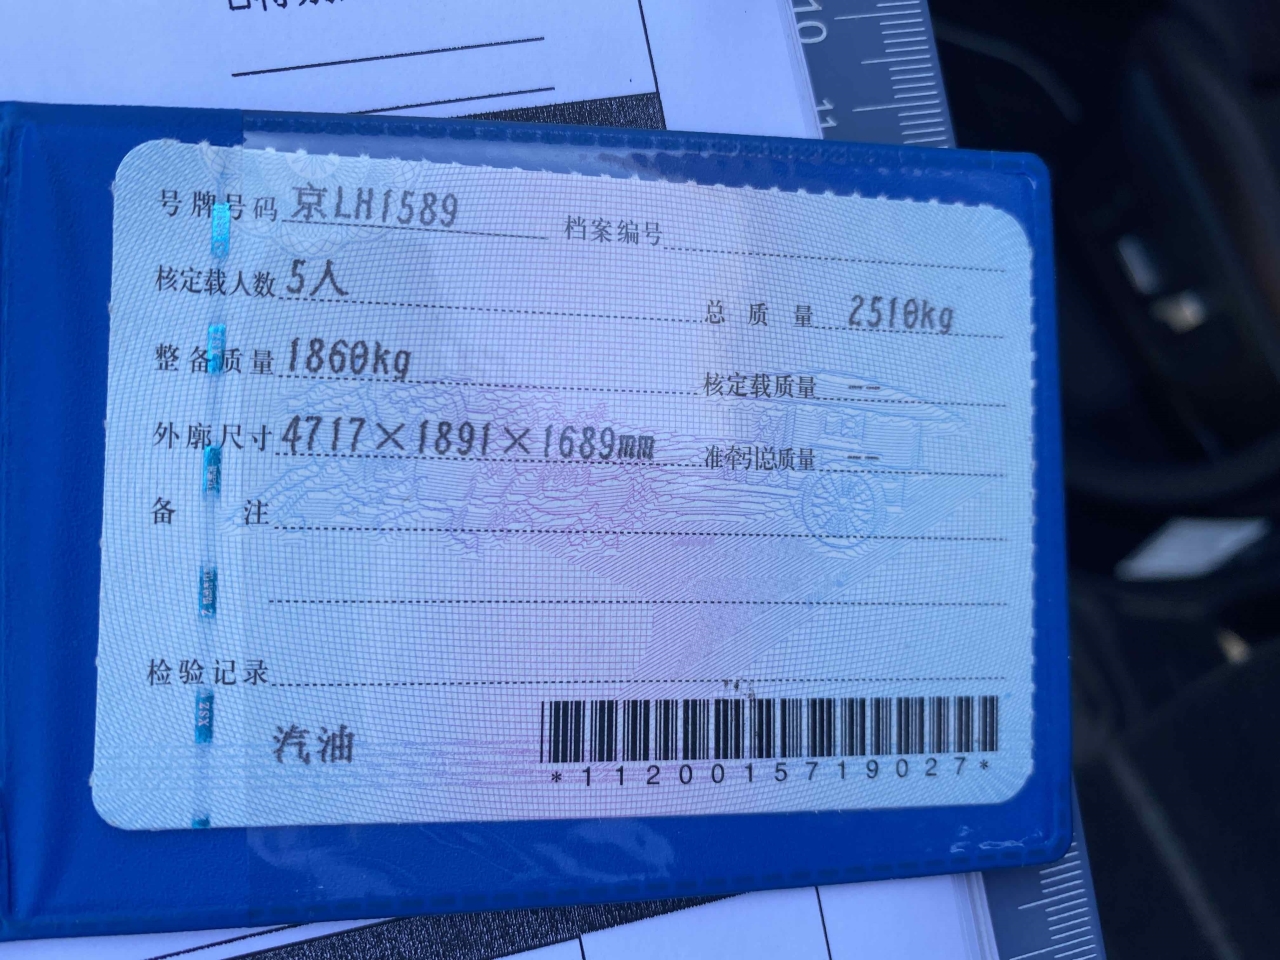 10
11
号牌号码 京LH1589 档案编号
核定载人数 5人 总质量 2510kg
整备质量 1860kg 核定载质量 --
外廓尺寸 4717×1891×1689mm 准牵引总质量 --
备注
检验记录
汽油
*1120015719027*